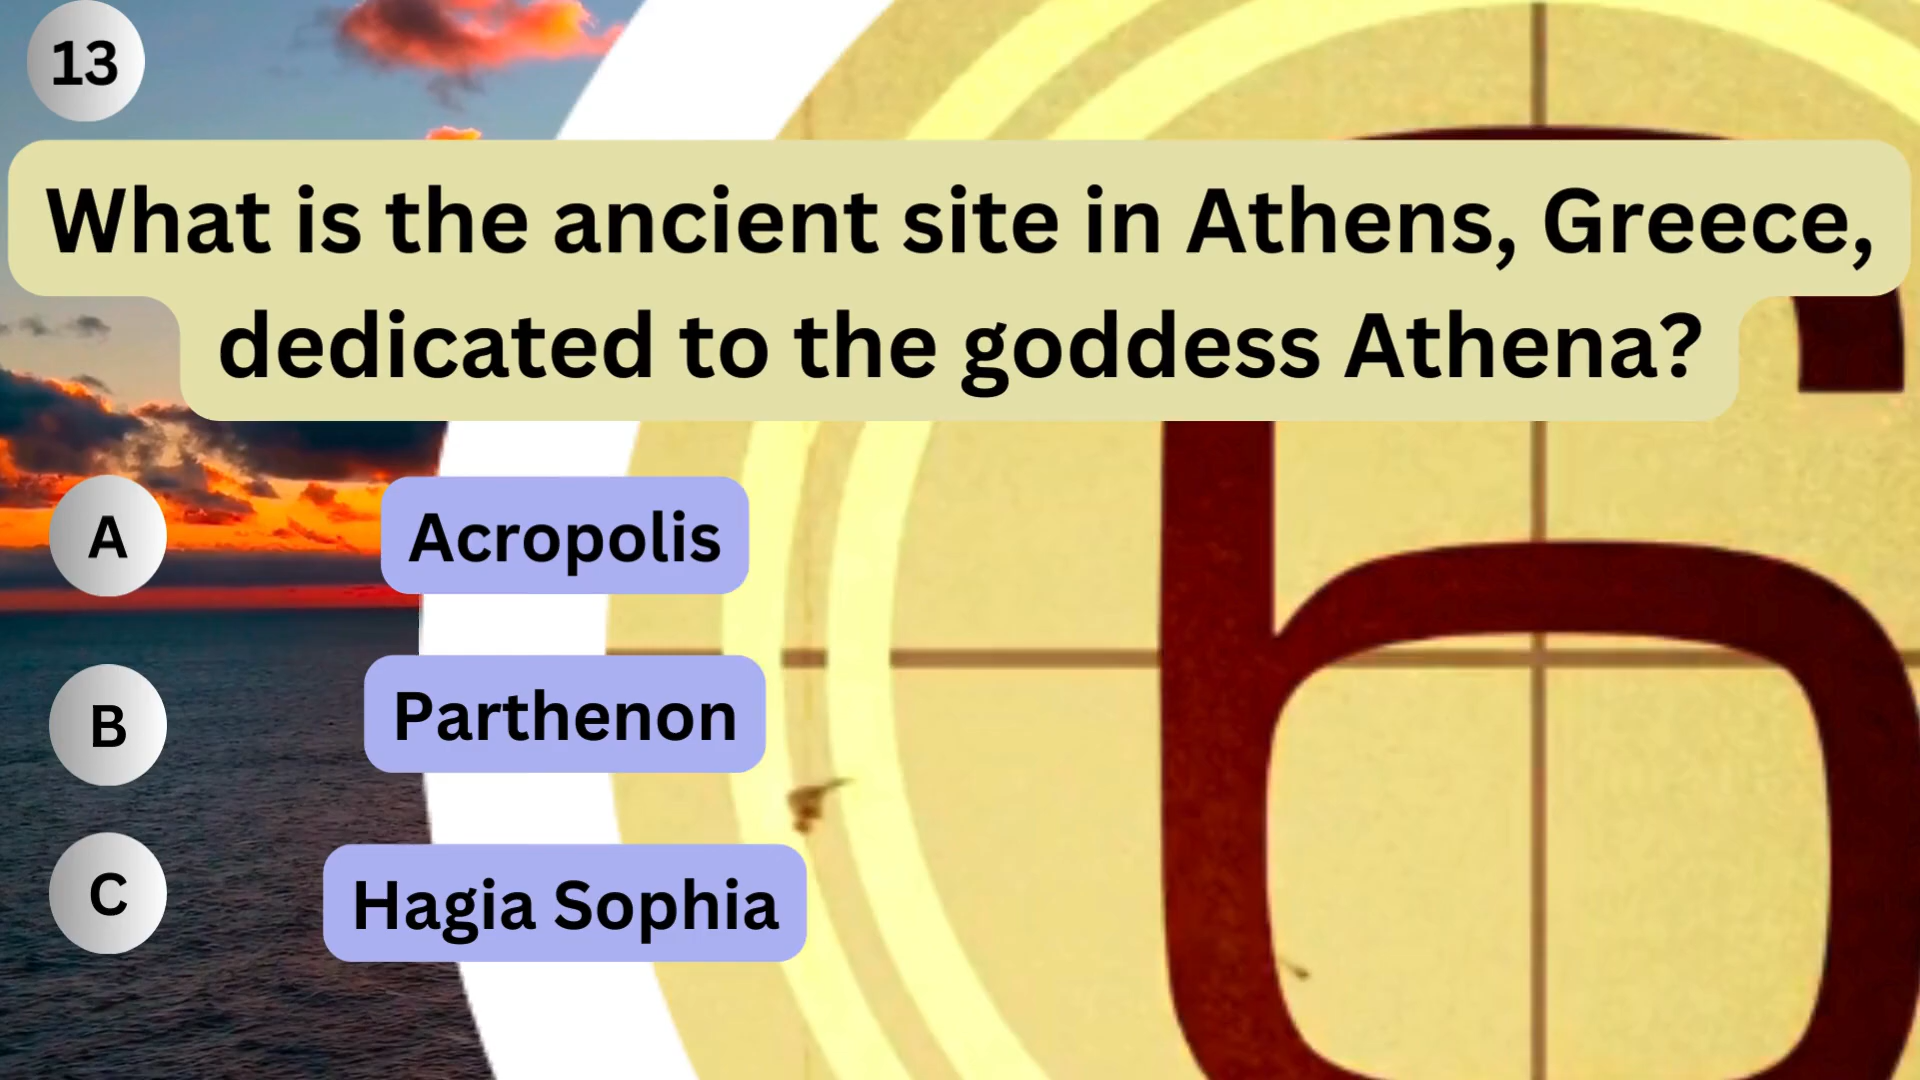 13
What is the ancient site in Athens, Greece,
dedicated to the goddess Athena?
A
Acropolis
B
Parthenon
C
Hagia Sophia
6